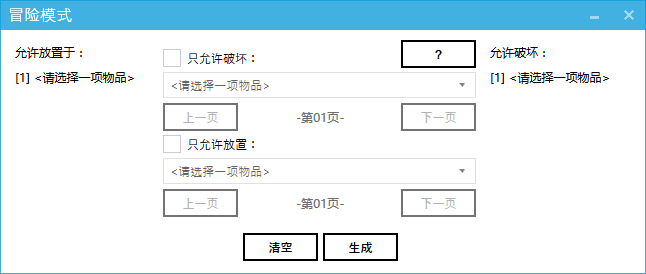 冒险模式
允许放置于：
[1] <请选择一项物品>
只允许破坏：
?
<请选择一项物品>
上一页
-第01页-
下一页
只允许放置：
<请选择一项物品>
上一页
-第01页-
下一页
允许破坏：
[1] <请选择一项物品>
清空
生成